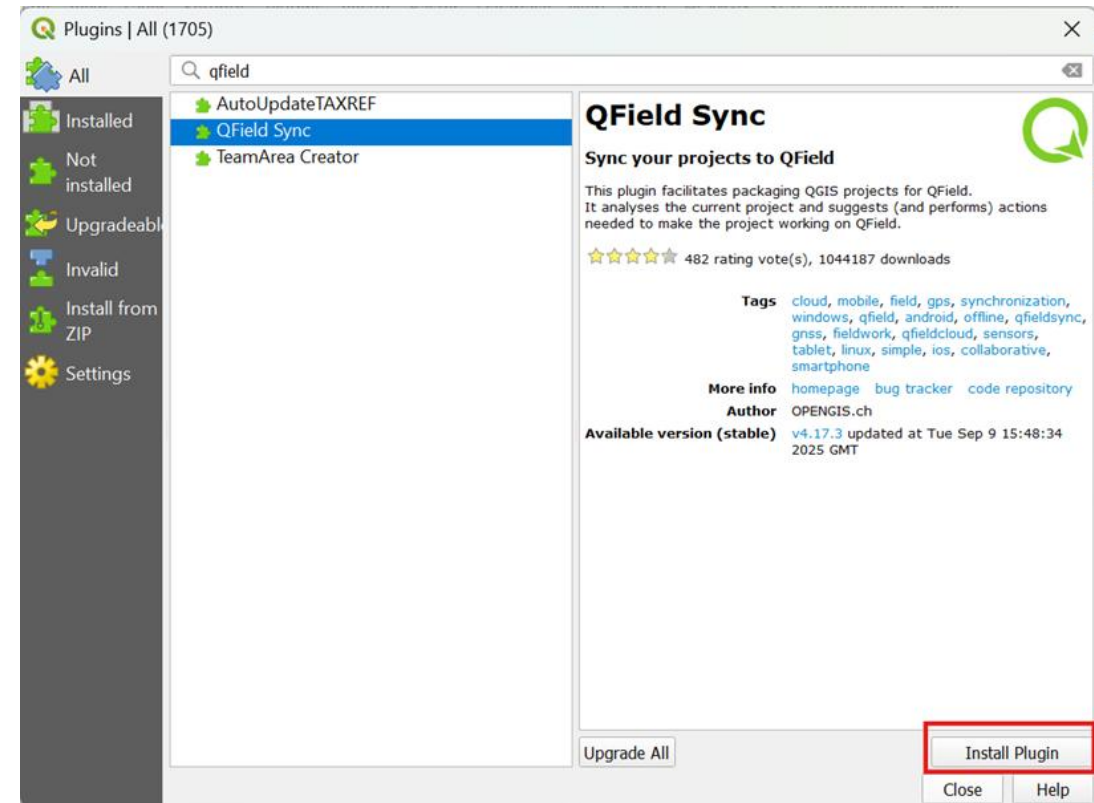 Plugins | All (1705)
All
Installed
Not
installed
Upgradeabl
Invalid
Install from
ZIP
Settings
qfield
AutoUpdateTAXREF
QField Sync
TeamArea Creator
QField Sync
Sync your projects to QField
This plugin facilitates packaging QGIS projects for QField.
It analyses the current project and suggests (and performs) actions
needed to make the project working on QField.
482 rating vote(s), 1044187 downloads
Tags cloud, mobile, field, gps, synchronization,
windows, qfield, android, offline, qfieldsync,
gnss, fieldwork, qfieldcloud, sensors,
tablet, linux, simple, ios, collaborative,
smartphone
More info homepage bug tracker code repository
Author OPENGIS.ch
Available version (stable) v4.17.3 updated at Tue Sep 9 15:48:34
2025 GMT
Upgrade All Install Plugin
Close Help